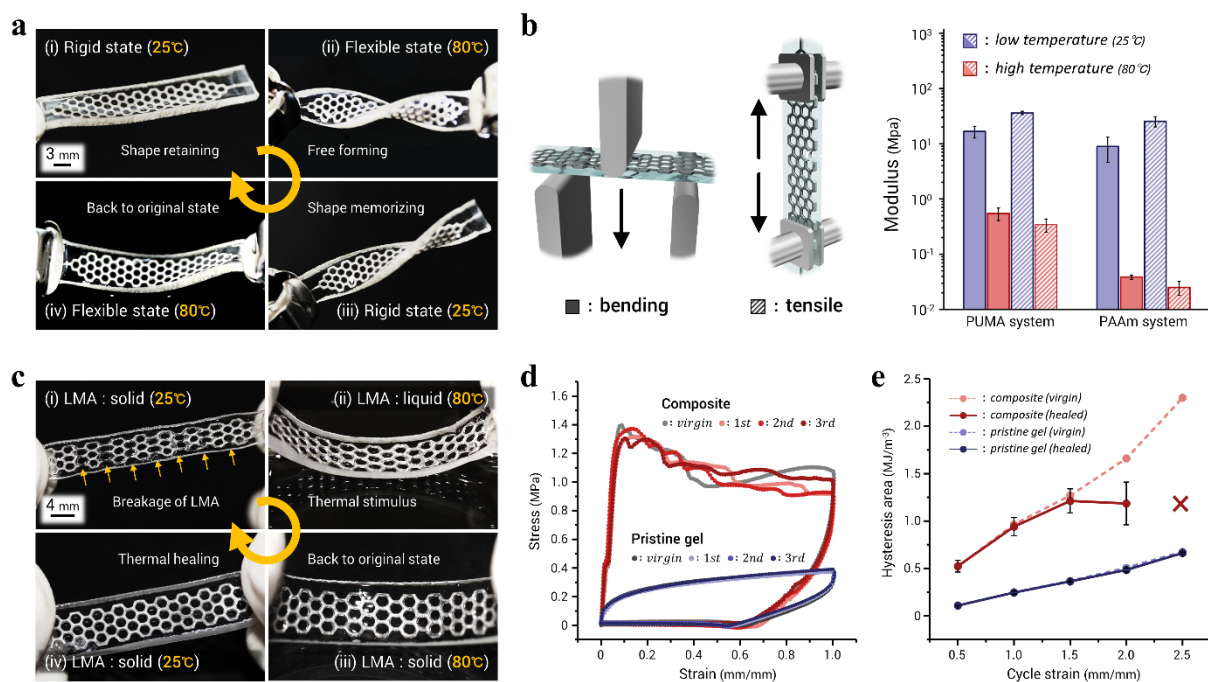 a
(i) Rigid state (25℃)
(ii) Flexible state (80℃)
3 mm
Shape retaining
Free forming
Back to original state
Shape memorizing
(iv) Flexible state (80℃)
(iii) Rigid state (25℃)
b
: bending
: tensile
: low temperature (25℃)
: high temperature (80℃)
Modulus (Mpa)
10³
10²
10¹
10⁰
10⁻¹
10⁻²
PUMA system
PAAm system
c
(i) LMA : solid (25℃)
(ii) LMA : liquid (80℃)
4 mm
Breakage of LMA
Thermal stimulus
Thermal healing
Back to original state
(iv) LMA : solid (25℃)
(iii) LMA : solid (80℃)
d
Stress (MPa)
1.6
1.4
1.2
1.0
0.8
0.6
0.4
0.2
0
Composite
: virgin : 1st : 2nd : 3rd
Pristine gel
: virgin : 1st : 2nd : 3rd
0 0.2 0.4 0.6 0.8 1.0
Strain (mm/mm)
e
Hysteresis area (MJ/m⁻³)
2.5
2.0
1.5
1.0
0.5
0
: composite (virgin)
: composite (healed)
: pristine gel (virgin)
: pristine gel (healed)
0.5 1.0 1.5 2.0 2.5
Cycle strain (mm/mm)